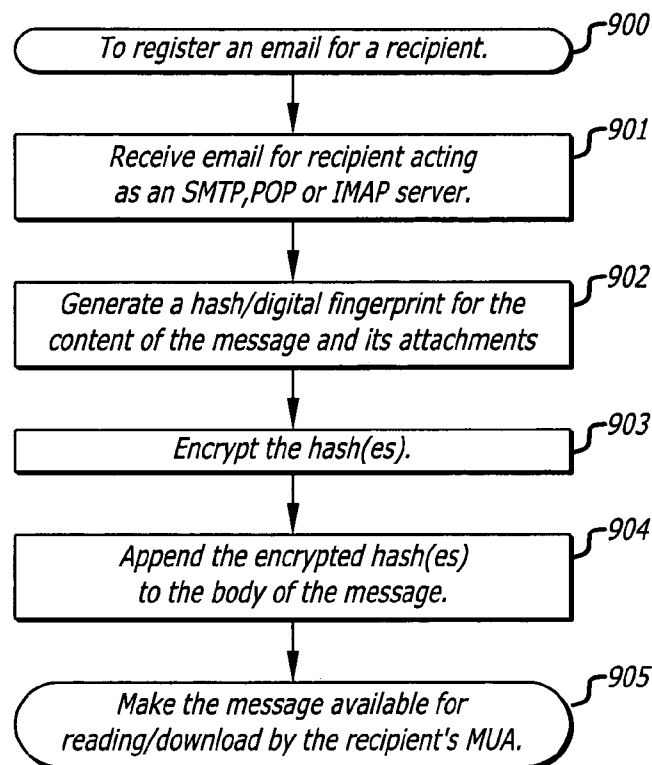 900
To register an email for a recipient.
901
Receive email for recipient acting
as an SMTP,POP or IMAP server.
902
Generate a hash/digital fingerprint for the
content of the message and its attachments
903
Encrypt the hash(es).
904
Append the encrypted hash(es)
to the body of the message.
905
Make the message available for
reading/download by the recipient's MUA.